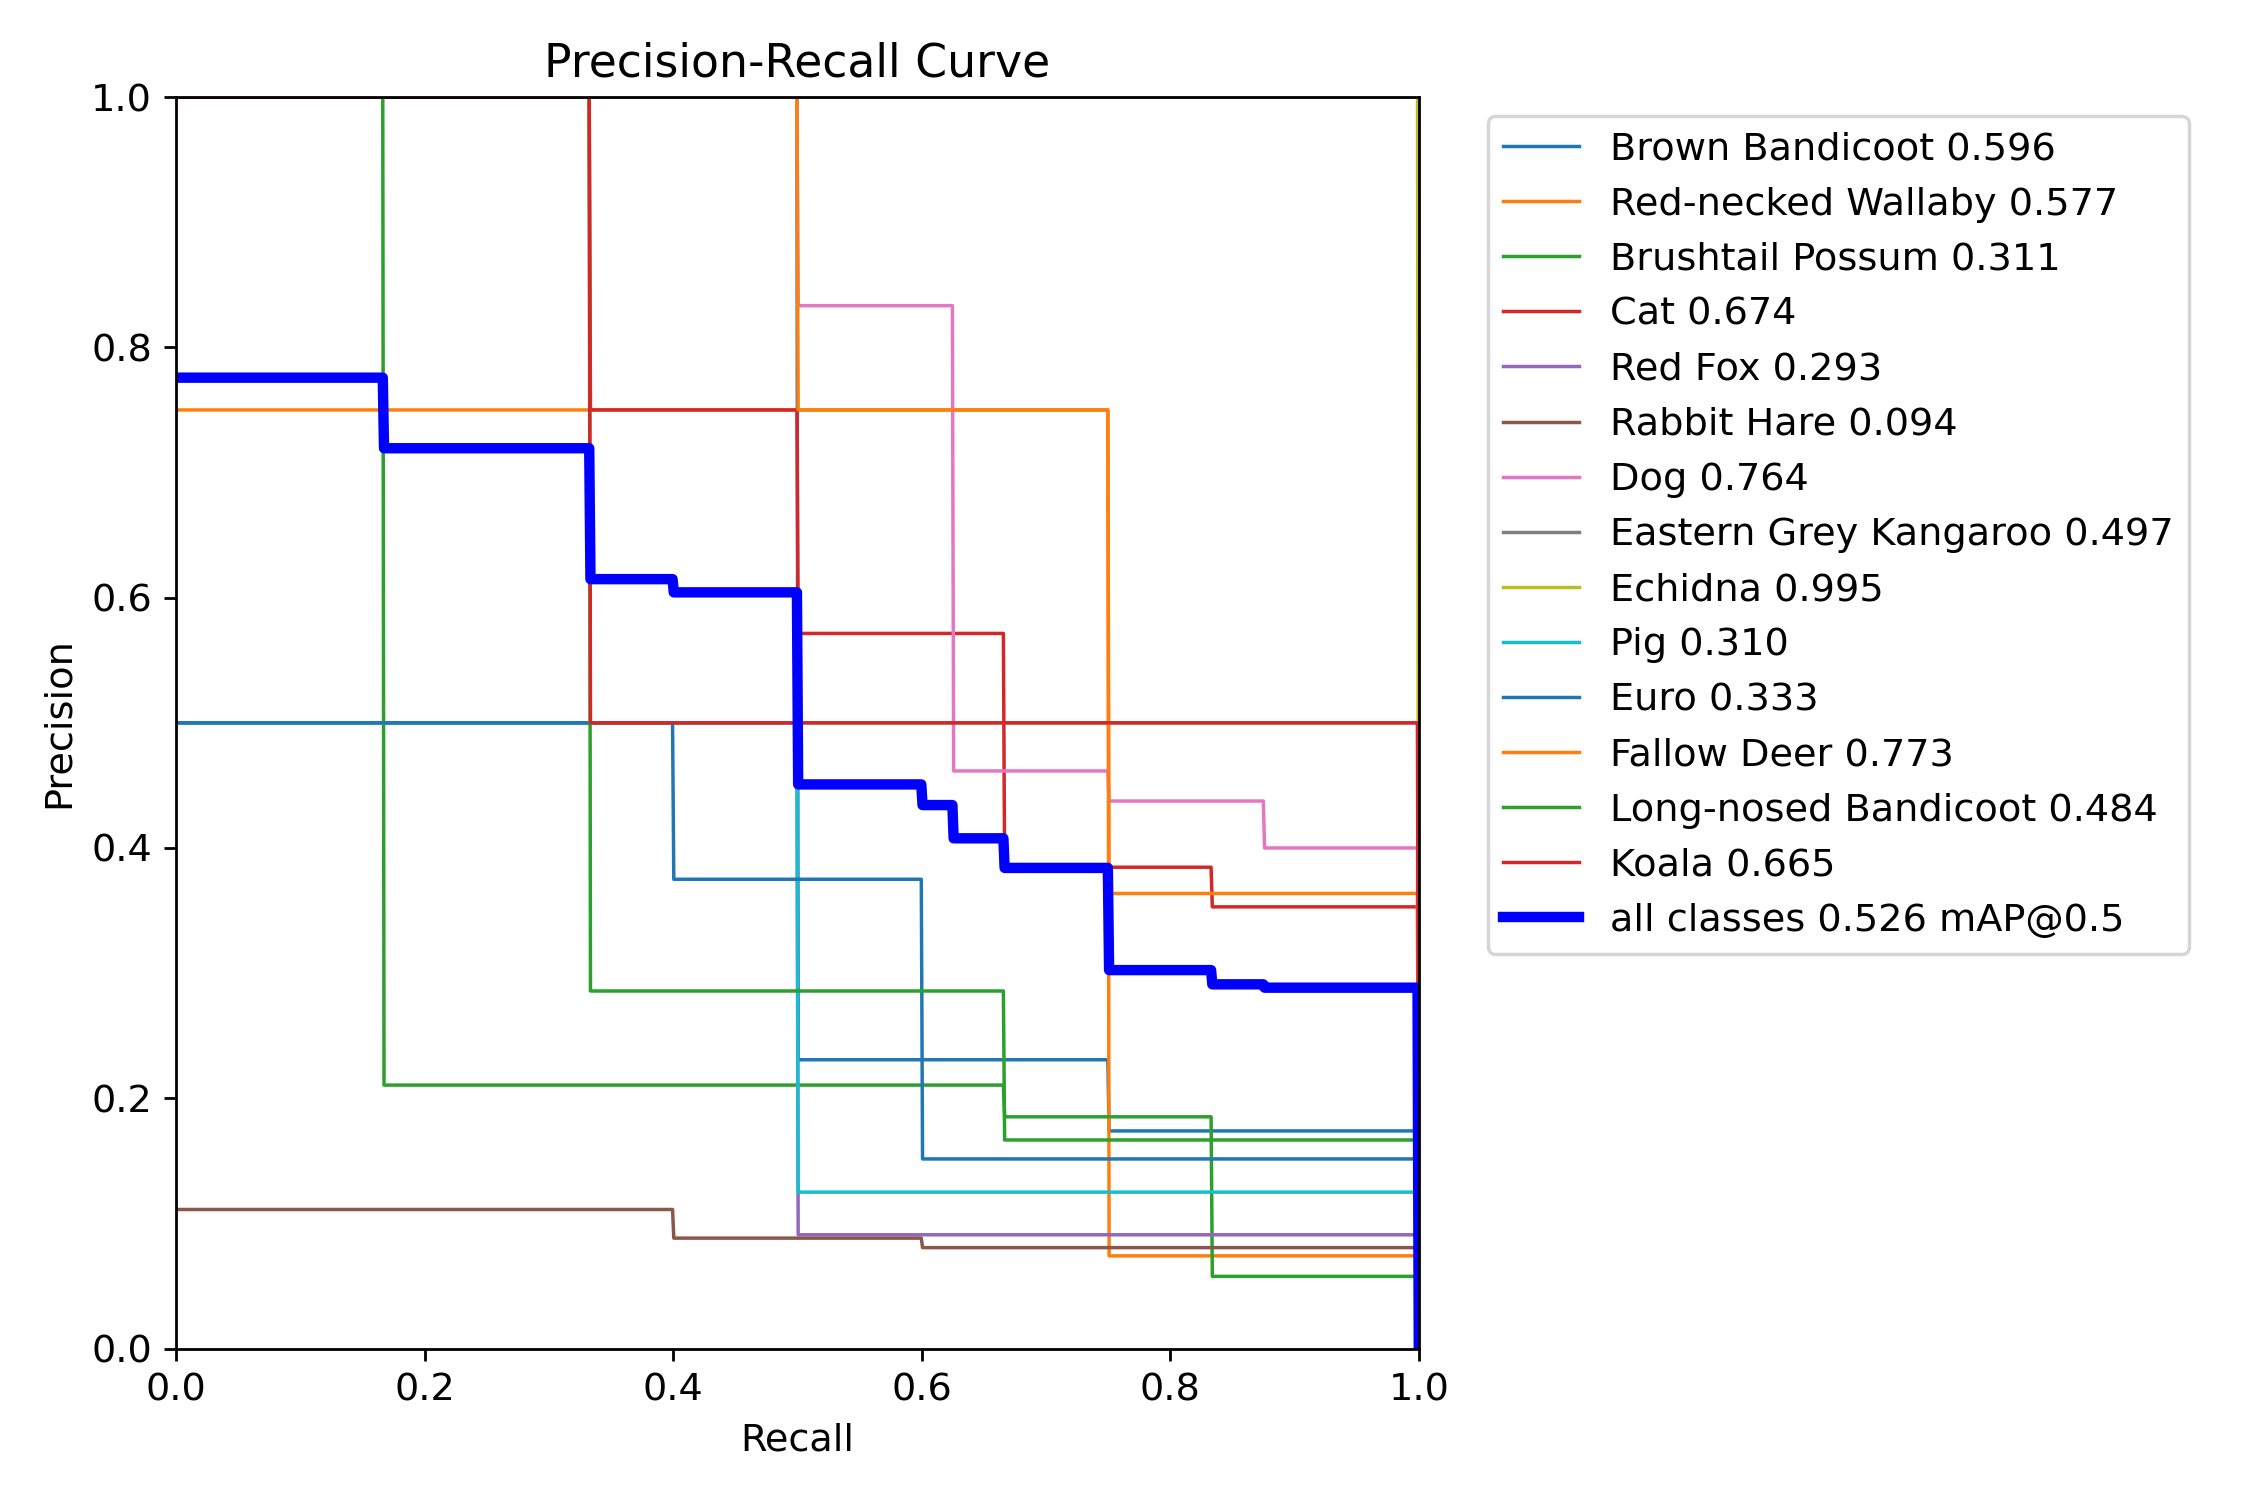 Precision-Recall Curve
1.0
0.8
0.6
0.4
0.2
0.0
Precision
0.0 0.2 0.4 0.6 0.8 1.0
Recall
Brown Bandicoot 0.596
Red-necked Wallaby 0.577
Brushtail Possum 0.311
Cat 0.674
Red Fox 0.293
Rabbit Hare 0.094
Dog 0.764
Eastern Grey Kangaroo 0.497
Echidna 0.995
Pig 0.310
Euro 0.333
Fallow Deer 0.773
Long-nosed Bandicoot 0.484
Koala 0.665
all classes 0.526 mAP@0.5